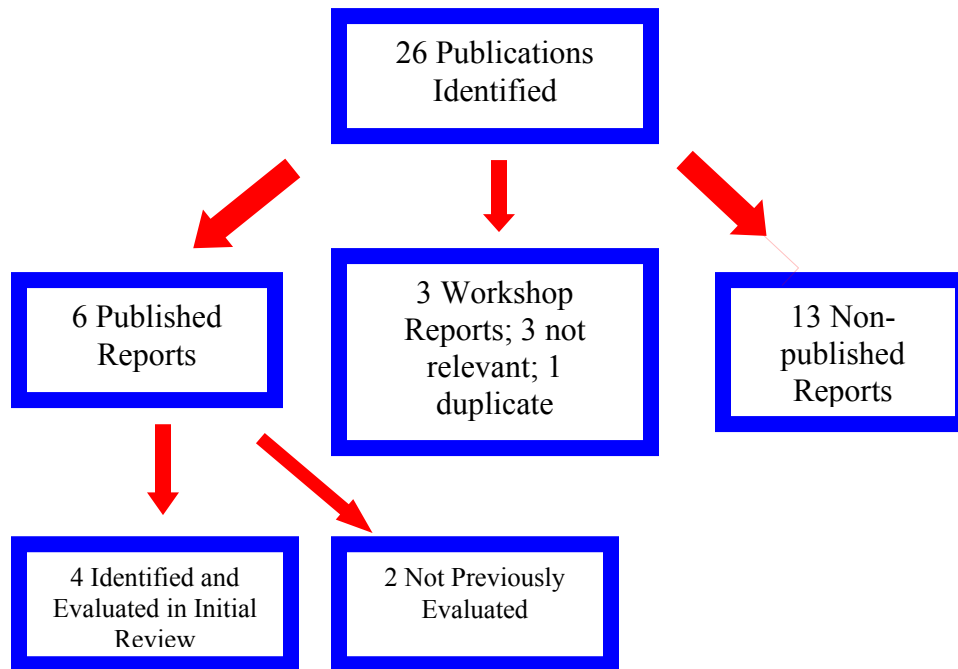 26 Publications
Identified
6 Published
Reports
3 Workshop
Reports; 3 not
relevant; 1
duplicate
13 Non-
published
Reports
4 Identified and
Evaluated in Initial
Review
2 Not Previously
Evaluated